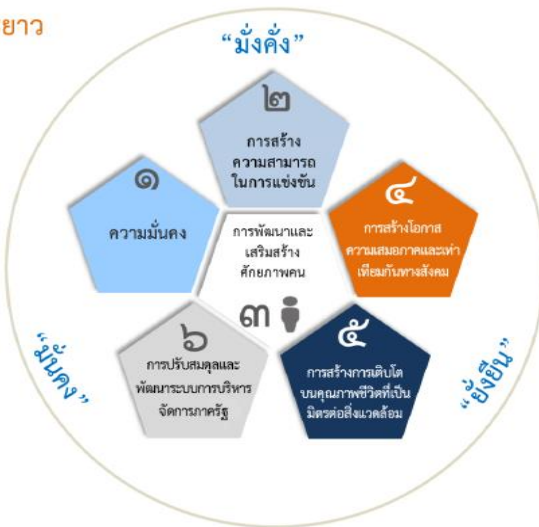 ยาว
“มั่งคั่ง”
๒
การสร้าง
ความสามารถ
ในการแข่งขัน
๑
ความมั่นคง
๔
การสร้างโอกาส
ความเสมอภาคและเท่า
เทียมกันทางสังคม
การพัฒนาและ
เสริมสร้าง
ศักยภาพคน
๓
๖
การปรับสมดุลและ
พัฒนาระบบการบริหาร
จัดการภาครัฐ
๕
การสร้างการเติบโต
บนคุณภาพชีวิตที่เป็น
มิตรต่อสิ่งแวดล้อม
“มั่นคง”
“ยั่งยืน”